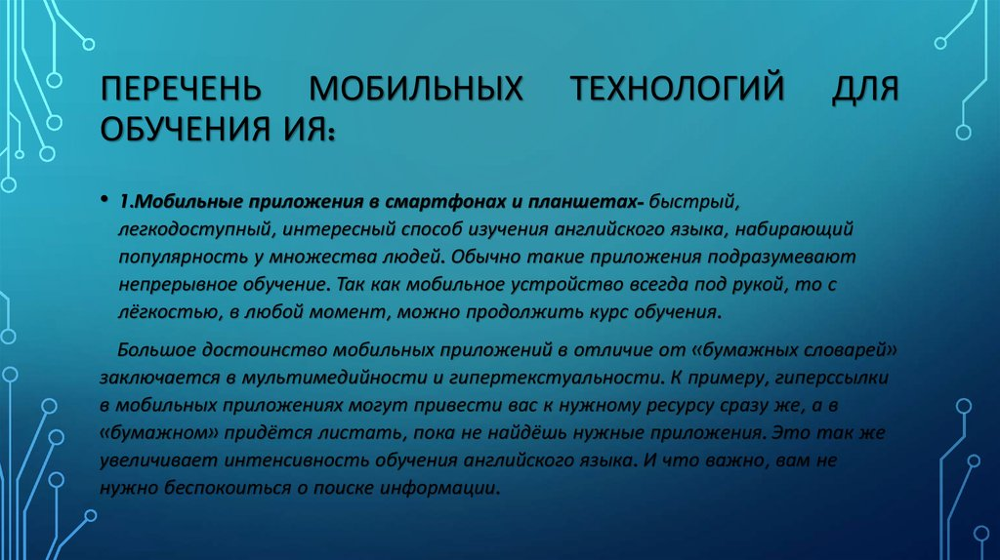 ПЕРЕЧЕНЬ МОБИЛЬНЫХ ТЕХНОЛОГИЙ ДЛЯ
ОБУЧЕНИЯ ИЯ:
• 1.Мобильные приложения в смартфонах и планшетах- быстрый,
легкодоступный, интересный способ изучения английского языка, набирающий
популярность у множества людей. Обычно такие приложения подразумевают
непрерывное обучение. Так как мобильное устройство всегда под рукой, то с
лёгкостью, в любой момент, можно продолжить курс обучения.
Большое достоинство мобильных приложений в отличие от «бумажных словарей»
заключается в мультимедийности и гипертекстуальности. К примеру, гиперссылки
в мобильных приложениях могут привести вас к нужному ресурсу сразу же, а в
«бумажном» придётся листать, пока не найдёшь нужные приложения. Это так же
увеличивает интенсивность обучения английского языка. И что важно, вам не
нужно беспокоиться о поиске информации.